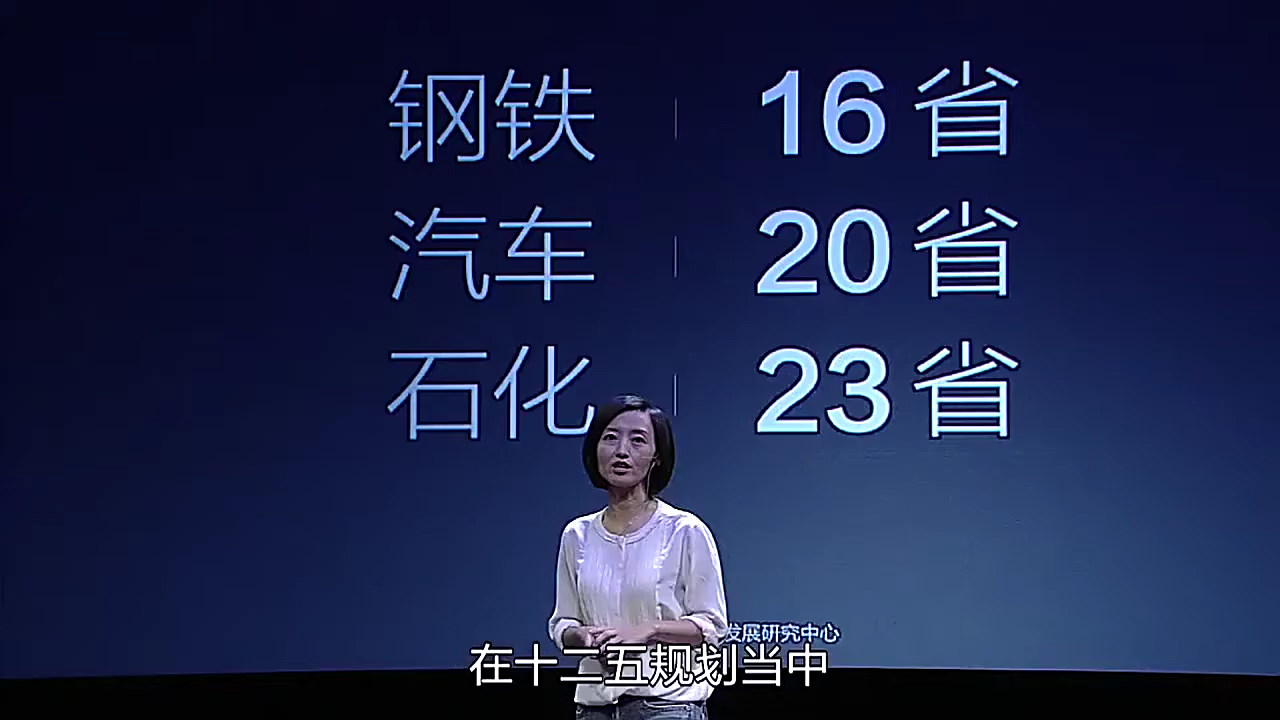 钢铁 16省
汽车 20省
石化 23省
发展研究中心
在十二五规划当中